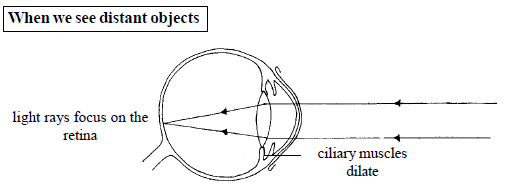 When we see distant objects
light rays focus on the
retina
ciliary muscles
dilate